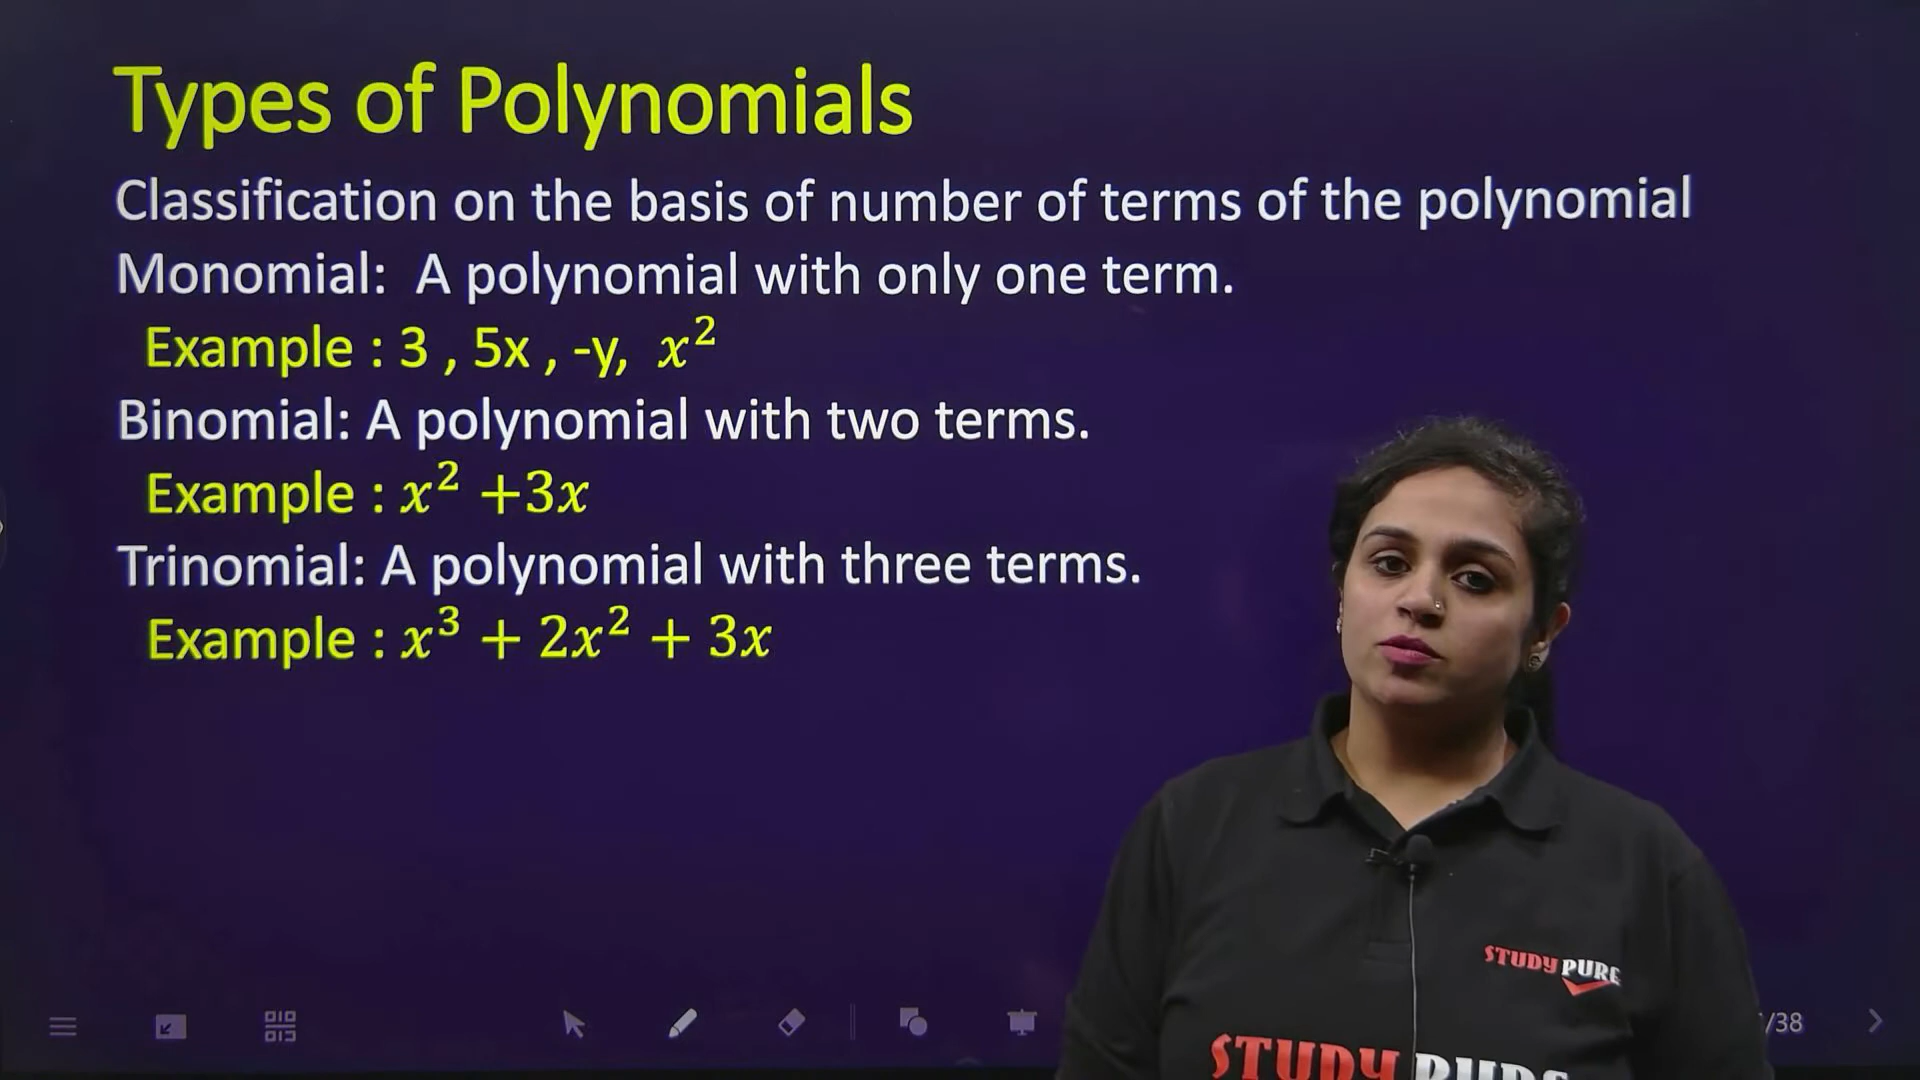 Types of Polynomials
Classification on the basis of number of terms of the polynomial
Monomial: A polynomial with only one term.
Example : 3 , 5x , -y, x²
Binomial: A polynomial with two terms.
Example : x² +3x
Trinomial: A polynomial with three terms.
Example : x³ + 2x² + 3x
STUDY PURE
STUDY PURE
/38